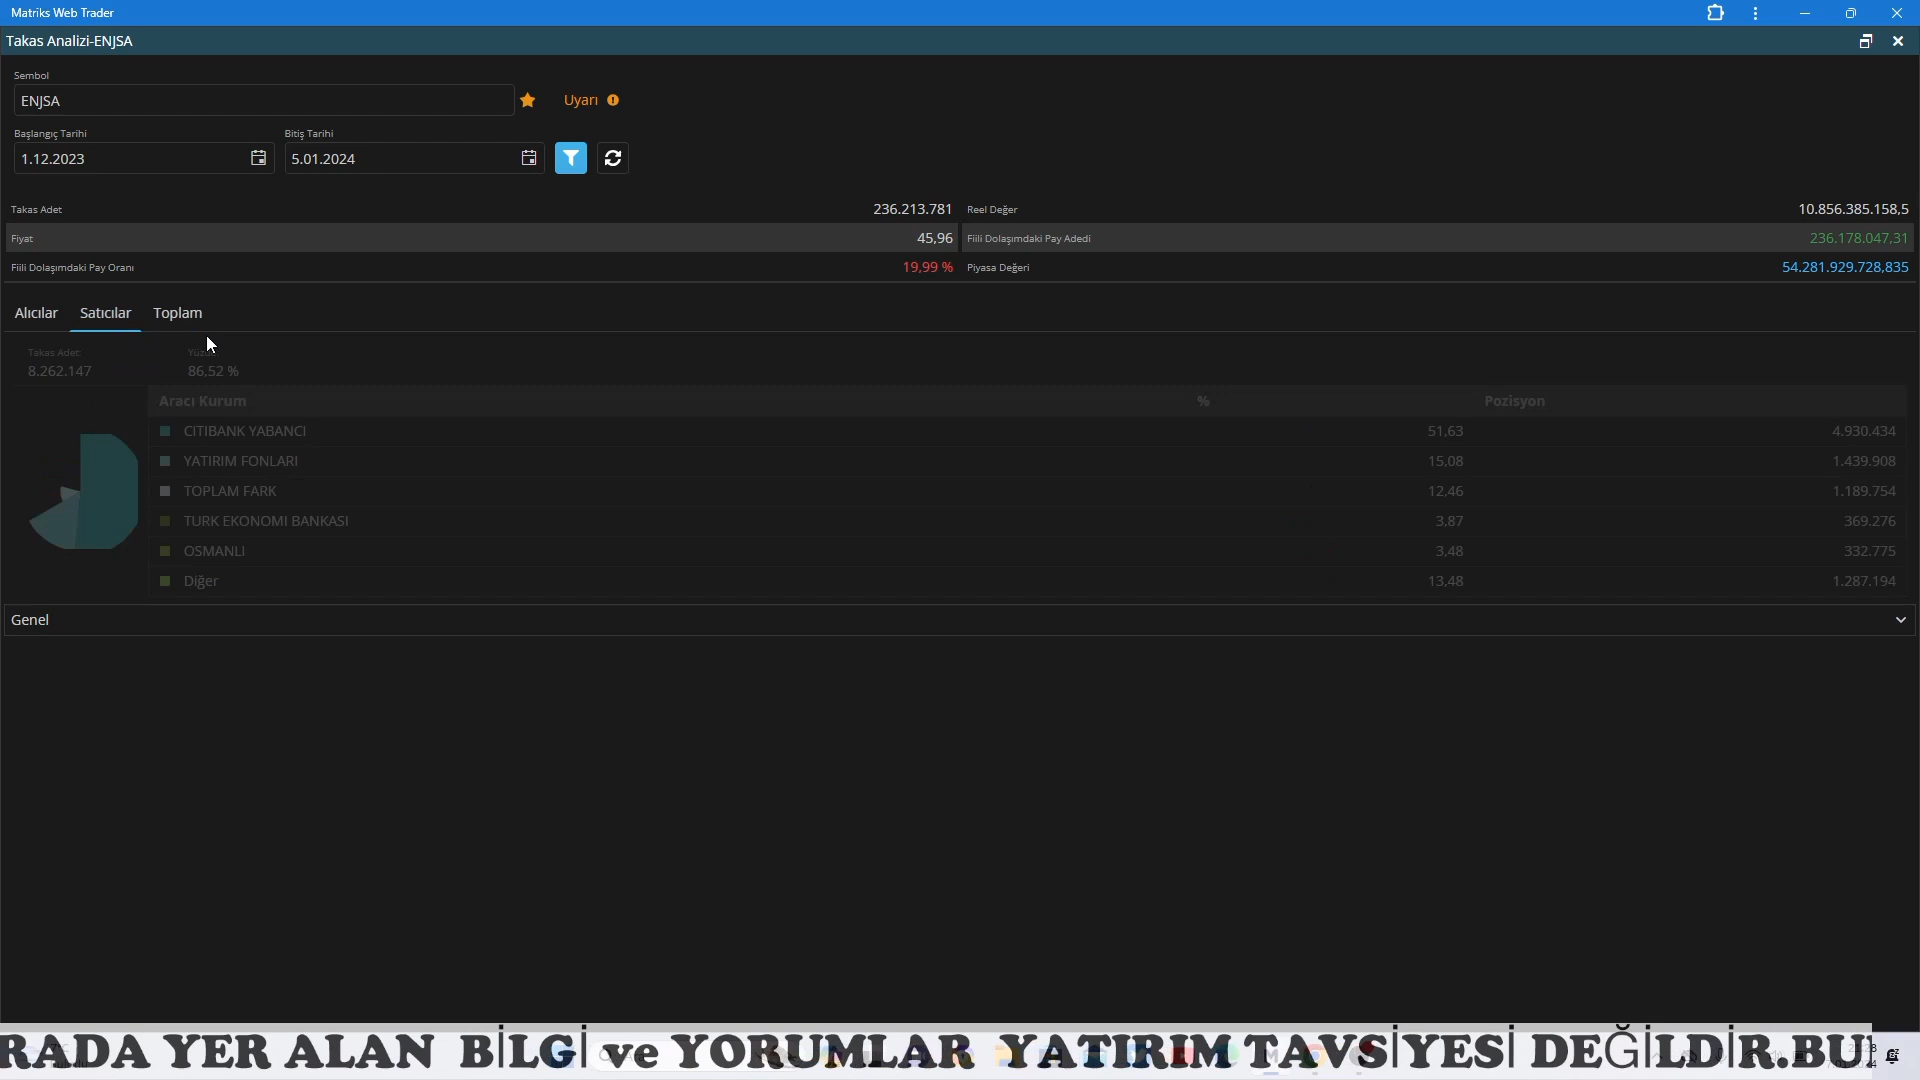 Matriks Web Trader
Takas Analizi-ENJSA
Sembol
ENJSA
Uyarı
Başlangıç Tarihi
Bitiş Tarihi
1.12.2023
5.01.2024
Takas Adet 236.213.781 Reel Değer 10.856.385.158,5
Fiyat 45,96 Fiili Dolaşımdaki Pay Adedi 236.178.047,31
Fiili Dolaşımdaki Pay Oranı 19,99 % Piyasa Değeri 54.281.929.728,835
Alıcılar Satıcılar Toplam
Takas Adet:
8.262.147 86,52 %
Aracı Kurum % Pozisyon
CITIBANK YABANCI 51,63 4.930.434
YATIRIM FONLARI 15,08 1.439.908
TOPLAM FARK 12,46 1.189.754
TURK EKONOMI BANKASI 3,87 369.276
OSMANLI 3,48 332.775
Diğer 13,48 1.287.194
Genel
RADA YER ALAN BİLGİ ve YORUMLAR YATIRIM TAVSİYESİ DEĞİLDİR.BU